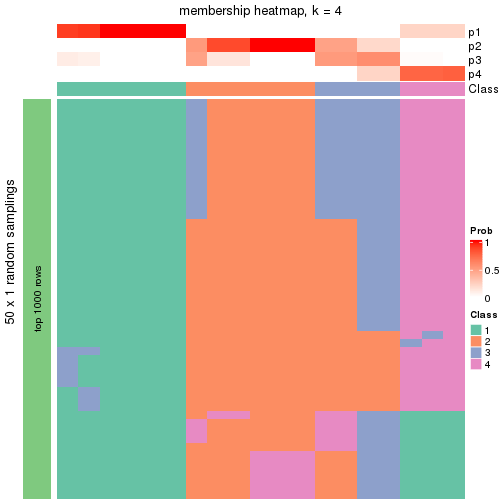 membership heatmap, k = 4
p1
p2
p3
p4
Class
50 x 1 random samplings
top 1000 rows
Prob
1
0.5
0
Class
1
2
3
4